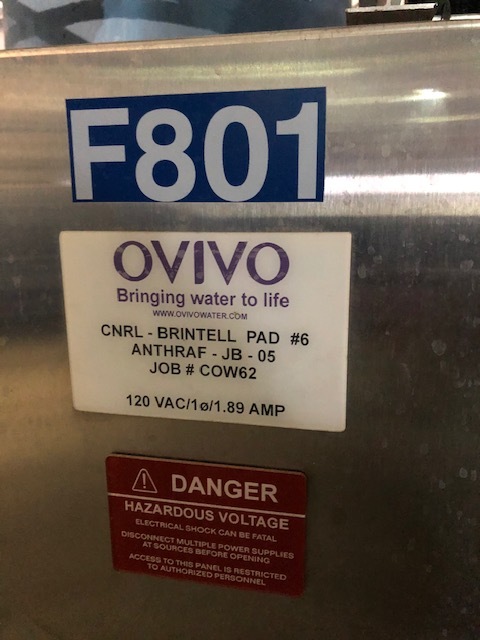 F801
OVIVO
Bringing water to life
WWW.OVIVOWATER.COM
CNRL - BRINTELL PAD #6
ANTHRAF - JB - 05
JOB # COW62
120 VAC/1ø/1.89 AMP
DANGER
HAZARDOUS VOLTAGE
ELECTRICAL SHOCK CAN BE FATAL
DISCONNECT MULTIPLE POWER SUPPLIES
AT SOURCES BEFORE OPENING
ACCESS TO THIS PANEL IS RESTRICTED
TO AUTHORIZED PERSONNEL